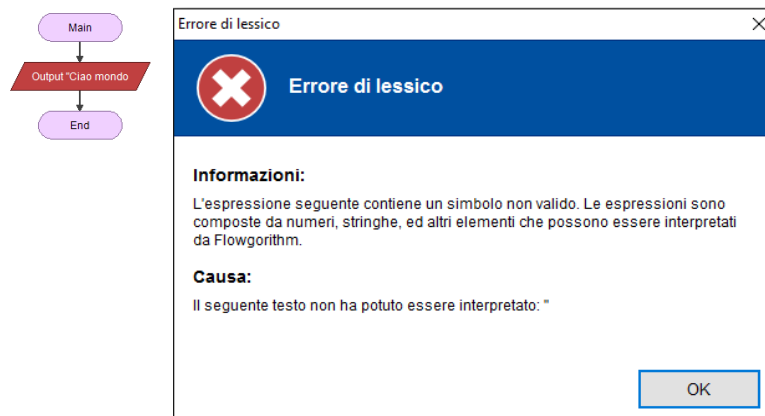 Main
Output "Ciao mondo
End
Errore di lessico
Errore di lessico
Informazioni:
L'espressione seguente contiene un simbolo non valido. Le espressioni sono
composte da numeri, stringhe, ed altri elementi che possono essere interpretati
da Flowgorithm.
Causa:
Il seguente testo non ha potuto essere interpretato: "
OK